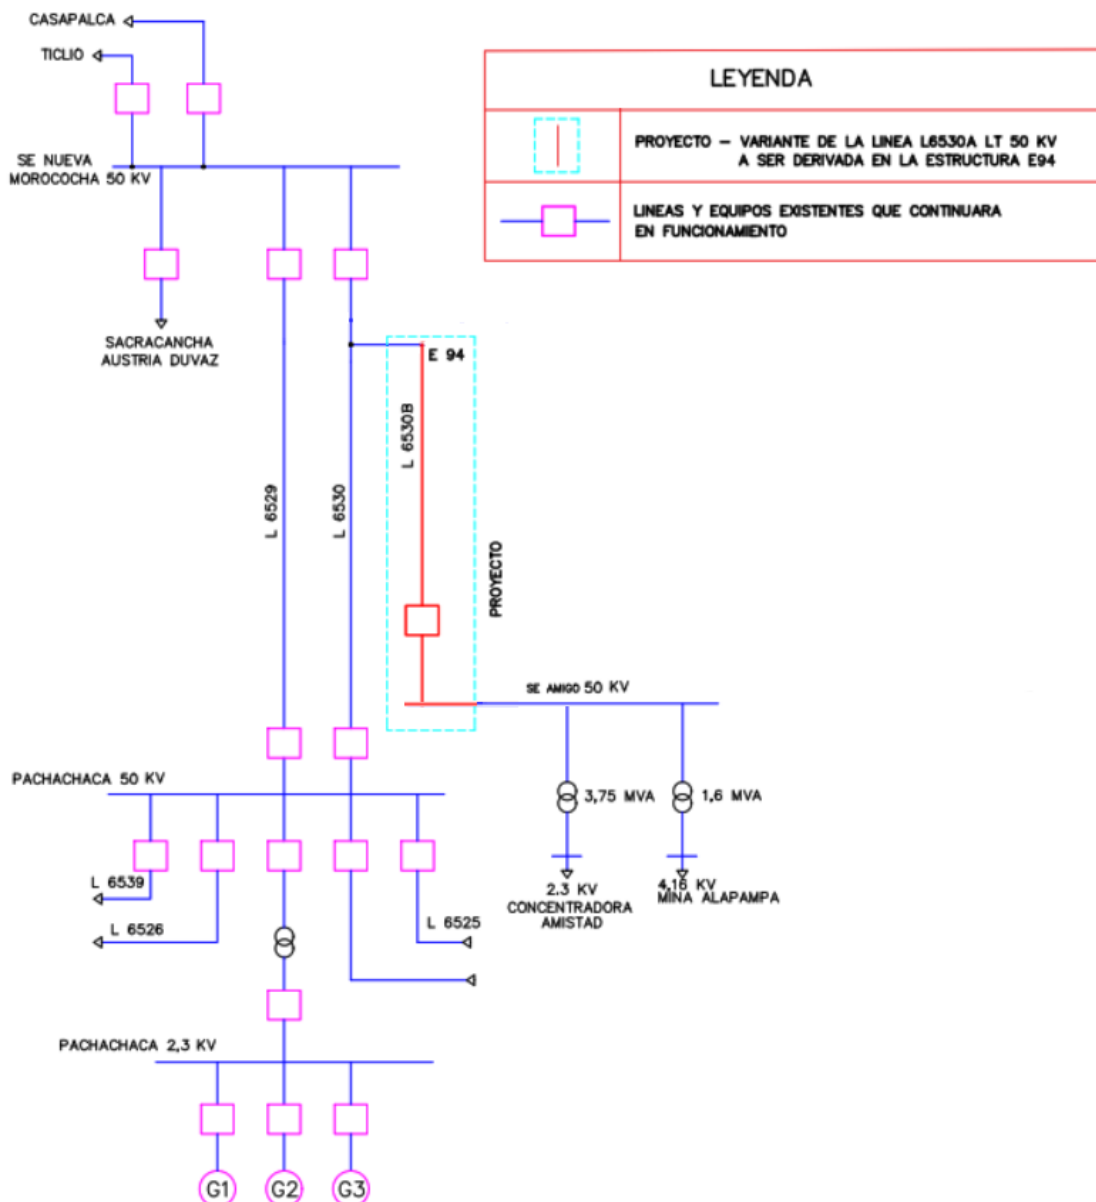 CASAPALCA
TICLIO
SE NUEVA
MOROCOCHA 50 KV
SACRACANCHA
AUSTRIA DUVAZ
LEYENDA
PROYECTO – VARIANTE DE LA LINEA L6530A LT 50 KV
A SER DERIVADA EN LA ESTRUCTURA E94
LINEAS Y EQUIPOS EXISTENTES QUE CONTINUARA
EN FUNCIONAMIENTO
E 94
L 6530B
L 6529
L 6530
PROYECTO
SE AMIGO 50 KV
PACHACHACA 50 KV
3,75 MVA
1,6 MVA
L 6539
L 6526
L 6525
2.3 KV
CONCENTRADORA
AMISTAD
4,16 KV
MINA ALAPAMPA
PACHACHACA 2,3 KV
G1
G2
G3